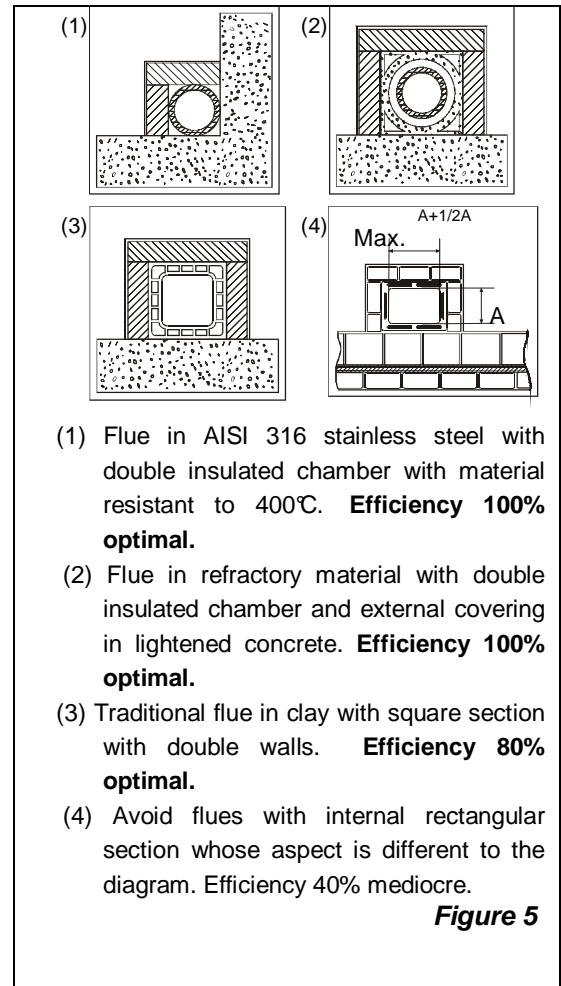 (1)
(2)
(3)
(4)
A+1/2A
Max.
A
(1) Flue in AISI 316 stainless steel with
double insulated chamber with material
resistant to 400℃. Efficiency 100%
optimal.
(2) Flue in refractory material with double
insulated chamber and external covering
in lightened concrete. Efficiency 100%
optimal.
(3) Traditional flue in clay with square section
with double walls. Efficiency 80%
optimal.
(4) Avoid flues with internal rectangular
section whose aspect is different to the
diagram. Efficiency 40% mediocre.
Figure 5